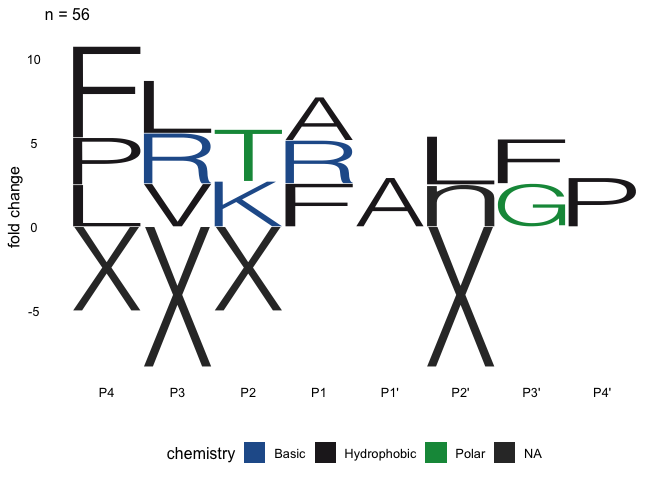 n = 56
fold change
10
5
0
-5
F L T A L F
P R K R A n G P
L V F
X X X X
P4 P3 P2 P1 P1' P2' P3' P4'
chemistry Basic Hydrophobic Polar NA